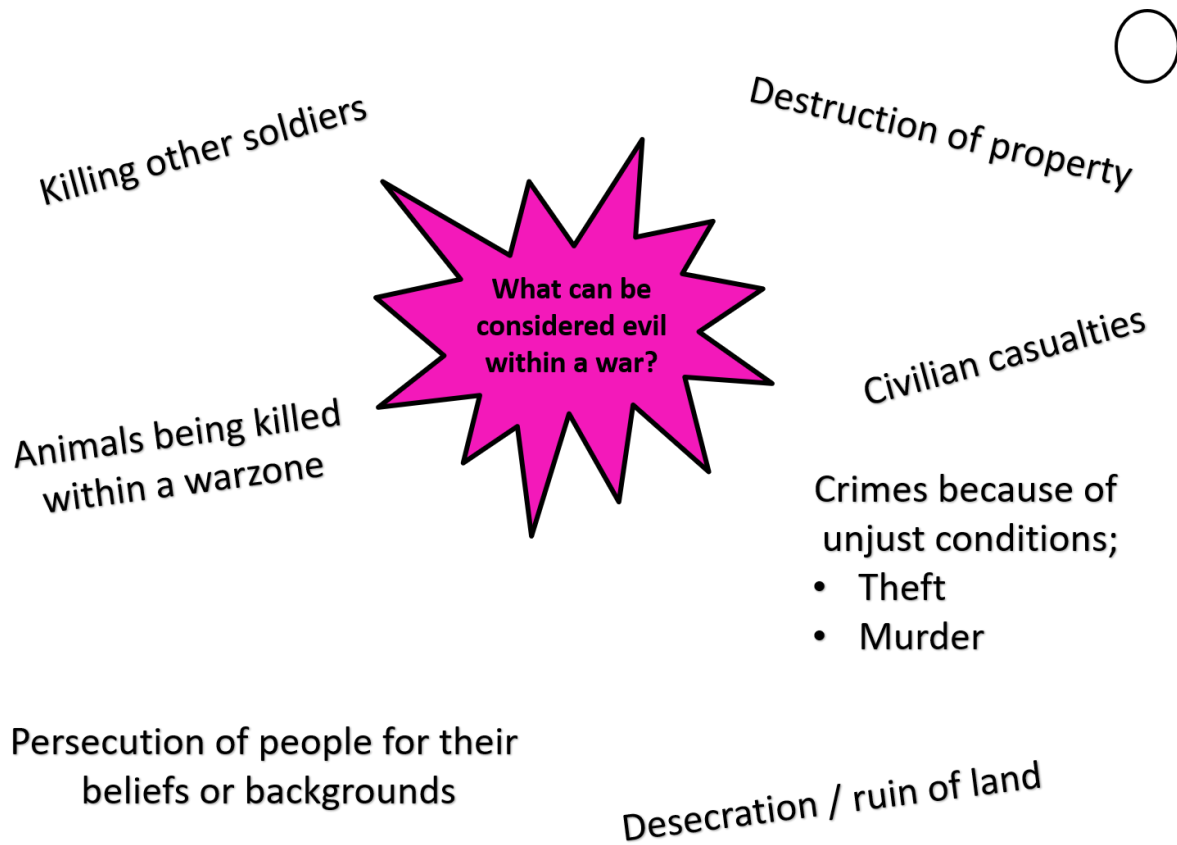 Killing other soldiers
Destruction of property
What can be
considered evil
within a war?
Civilian casualties
Animals being killed
within a warzone
Crimes because of
unjust conditions;
• Theft
• Murder
Persecution of people for their
beliefs or backgrounds
Desecration / ruin of land